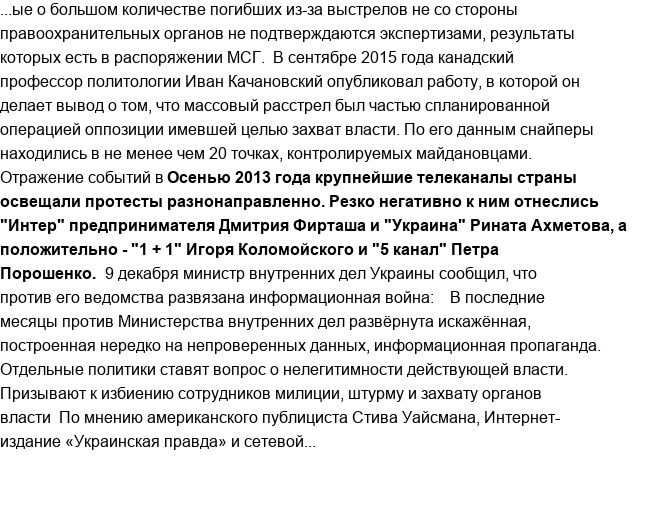 ...ые о большом количестве погибших из-за выстрелов не со стороны
правоохранительных органов не подтверждаются экспертизами, результаты
которых есть в распоряжении МСГ.  В сентябре 2015 года канадский
профессор политологии Иван Качановский опубликовал работу, в которой он
делает вывод о том, что массовый расстрел был частью спланированной
операцией оппозиции имевшей целью захват власти. По его данным снайперы
находились в не менее чем 20 точках, контролируемых майдановцами.
Отражение событий в Осенью 2013 года крупнейшие телеканалы страны
освещали протесты разнонаправленно. Резко негативно к ним отнеслись
"Интер" предпринимателя Дмитрия Фирташа и "Украина" Рината Ахметова, а
положительно - "1 + 1" Игоря Коломойского и "5 канал" Петра
Порошенко.  9 декабря министр внутренних дел Украины сообщил, что
против его ведомства развязана информационная война:    В последние
месяцы против Министерства внутренних дел развёрнута искажённая,
построенная нередко на непроверенных данных, информационная пропаганда.
Отдельные политики ставят вопрос о нелегитимности действующей власти.
Призывают к избиению сотрудников милиции, штурму и захвату органов
власти  По мнению американского публициста Стива Уайсмана, Интернет-
издание «Украинская правда» и сетевой...